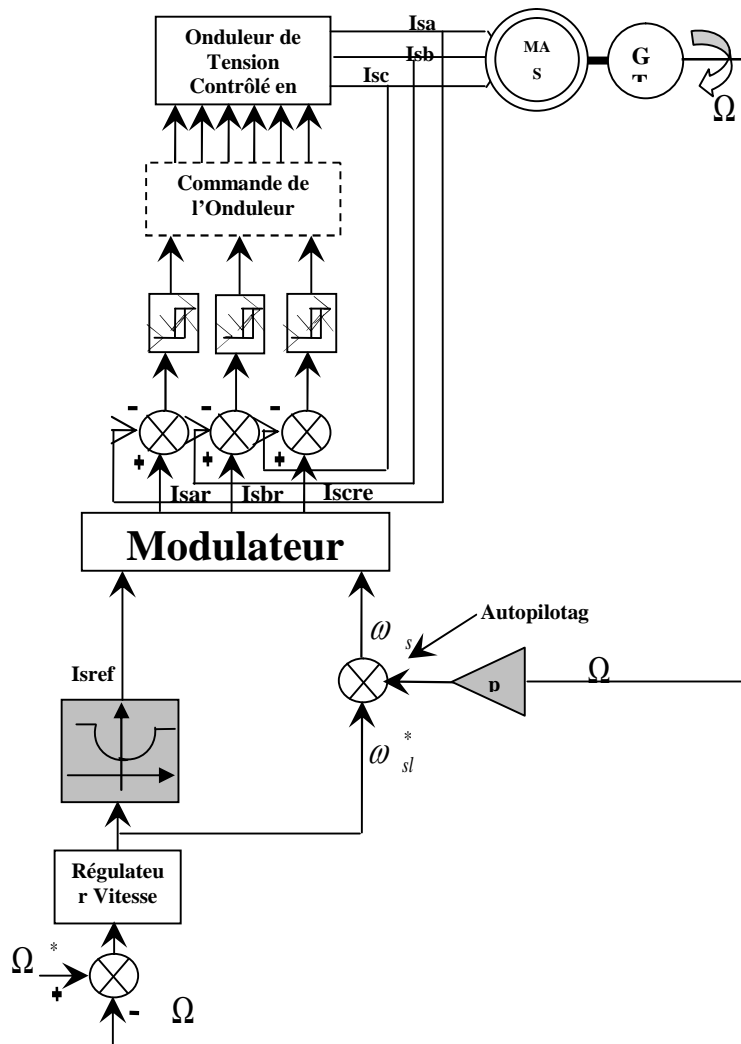 Onduleur de
Tension
Contrôlé en
Isa
Isb
Isc
MA
S
G
T
Ω
Commande de
l'Onduleur
- - -
+ + +
Isar Isbr Iscre
Modulateur
ω s
Autopilotag
Isref
p
Ω
ω * sl
Régulateu
r Vitesse
Ω *
+
- Ω